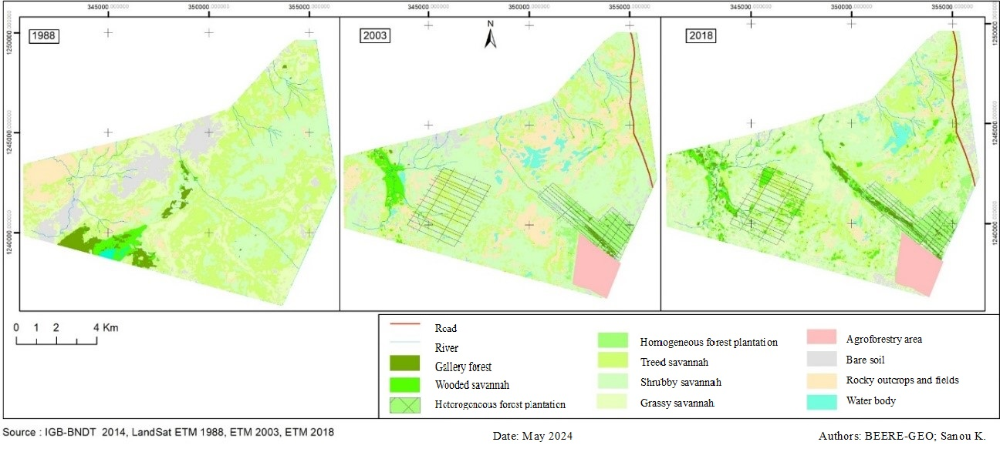 345000.000000 350000.000000 355000.000000 345000.000000 350000.000000 355000.000000 345000.000000 350000.000000 355000.000000
1988
2003
N
2018
1250000.000000
1245000.000000
1240000.000000
1250000.000000
1245000.000000
1240000.000000
0 1 2 4 Km
Road
River
Gallery forest
Wooded savannah
Heterogeneous forest plantation
Homogeneous forest plantation
Treed savannah
Shrubby savannah
Grassy savannah
Agroforestry area
Bare soil
Rocky outcrops and fields
Water body
Source : IGB-BNDT 2014, LandSat ETM 1988, ETM 2003, ETM 2018
Date: May 2024
Authors: BEERE-GEO; Sanou K.